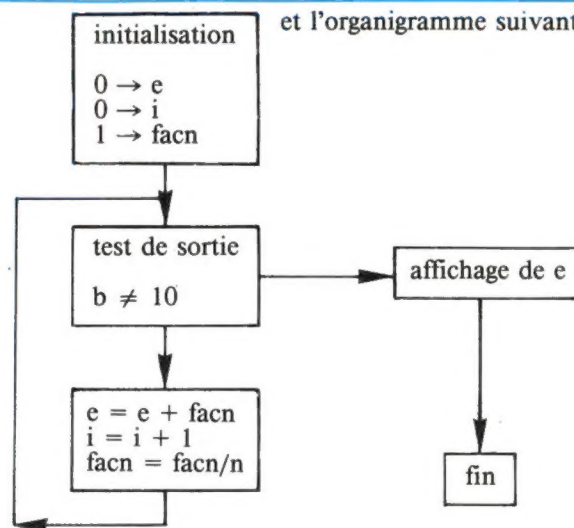 initialisation
et l'organigramme suivant
0 → e
0 → i
1 → facn
test de sortie
b ≠ 10
affichage de e
e = e + facn
i = i + 1
facn = facn/n
fin